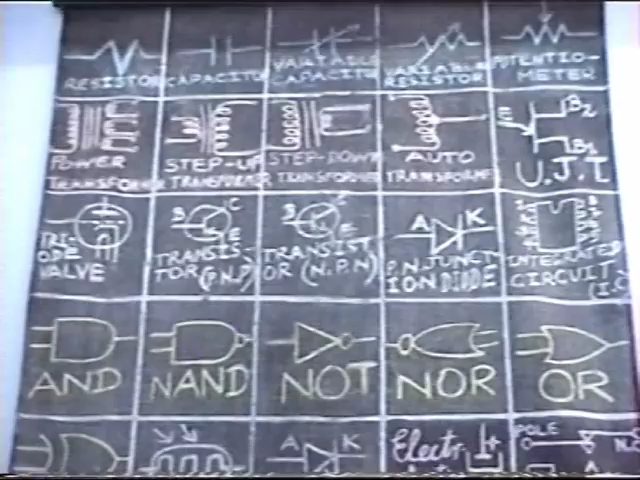 RESISTOR
CAPACITOR
VARIABLE
CAPACITOR
VARIABLE
RESISTOR
POTENTIO-
METER
POWER
TRANSFORMER
STEP-UP
TRANSFORMER
STEP-DOWN
TRANSFORMER
AUTO
TRANSFORMER
E
B2
B1
U.J.T
TRI-
ODE
VALVE
B
C
E
TRANSIS-
TOR (P.N.P)
B
C
E
TRANSIST
OR (N.P.N)
A
K
P.N.JUNCT
ION DIODE
INTEGRATED
CIRCUIT
(I.C)
AND
NAND
NOT
NOR
OR
A
K
Electr
+
POLE
N.C